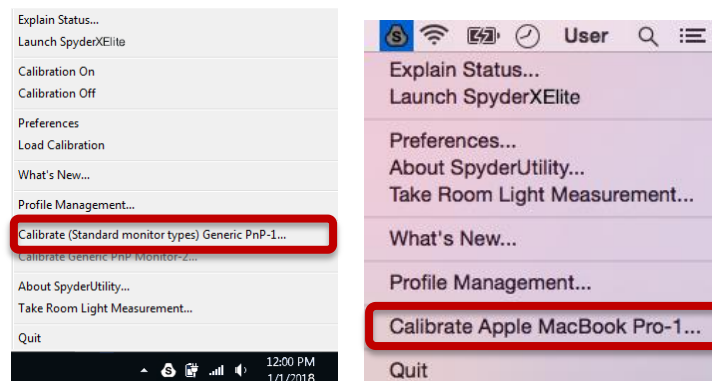 Explain Status...
Launch SpyderXElite
Calibration On
Calibration Off
Preferences
Load Calibration
What's New...
Profile Management...
Calibrate (Standard monitor types) Generic PnP-1...
Calibrate Generic PnP Monitor-2...
About SpyderUtility...
Take Room Light Measurement...
Quit
S
12:00 PM
1/1/2018
S
User
Explain Status...
Launch SpyderXElite
Preferences...
About SpyderUtility...
Take Room Light Measurement...
What's New...
Profile Management...
Calibrate Apple MacBook Pro-1...
Quit